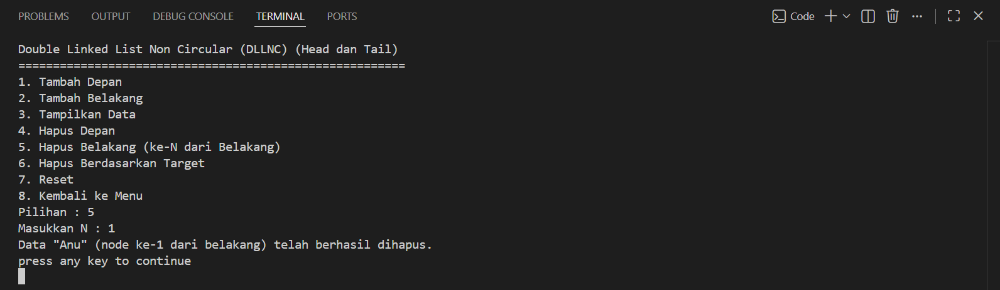 PROBLEMS OUTPUT DEBUG CONSOLE TERMINAL PORTS Code
Double Linked List Non Circular (DLLNC) (Head dan Tail)
========================================================
1. Tambah Depan
2. Tambah Belakang
3. Tampilkan Data
4. Hapus Depan
5. Hapus Belakang (ke-N dari Belakang)
6. Hapus Berdasarkan Target
7. Reset
8. Kembali ke Menu
Pilihan : 5
Masukkan N : 1
Data "Anu" (node ke-1 dari belakang) telah berhasil dihapus.
press any key to continue